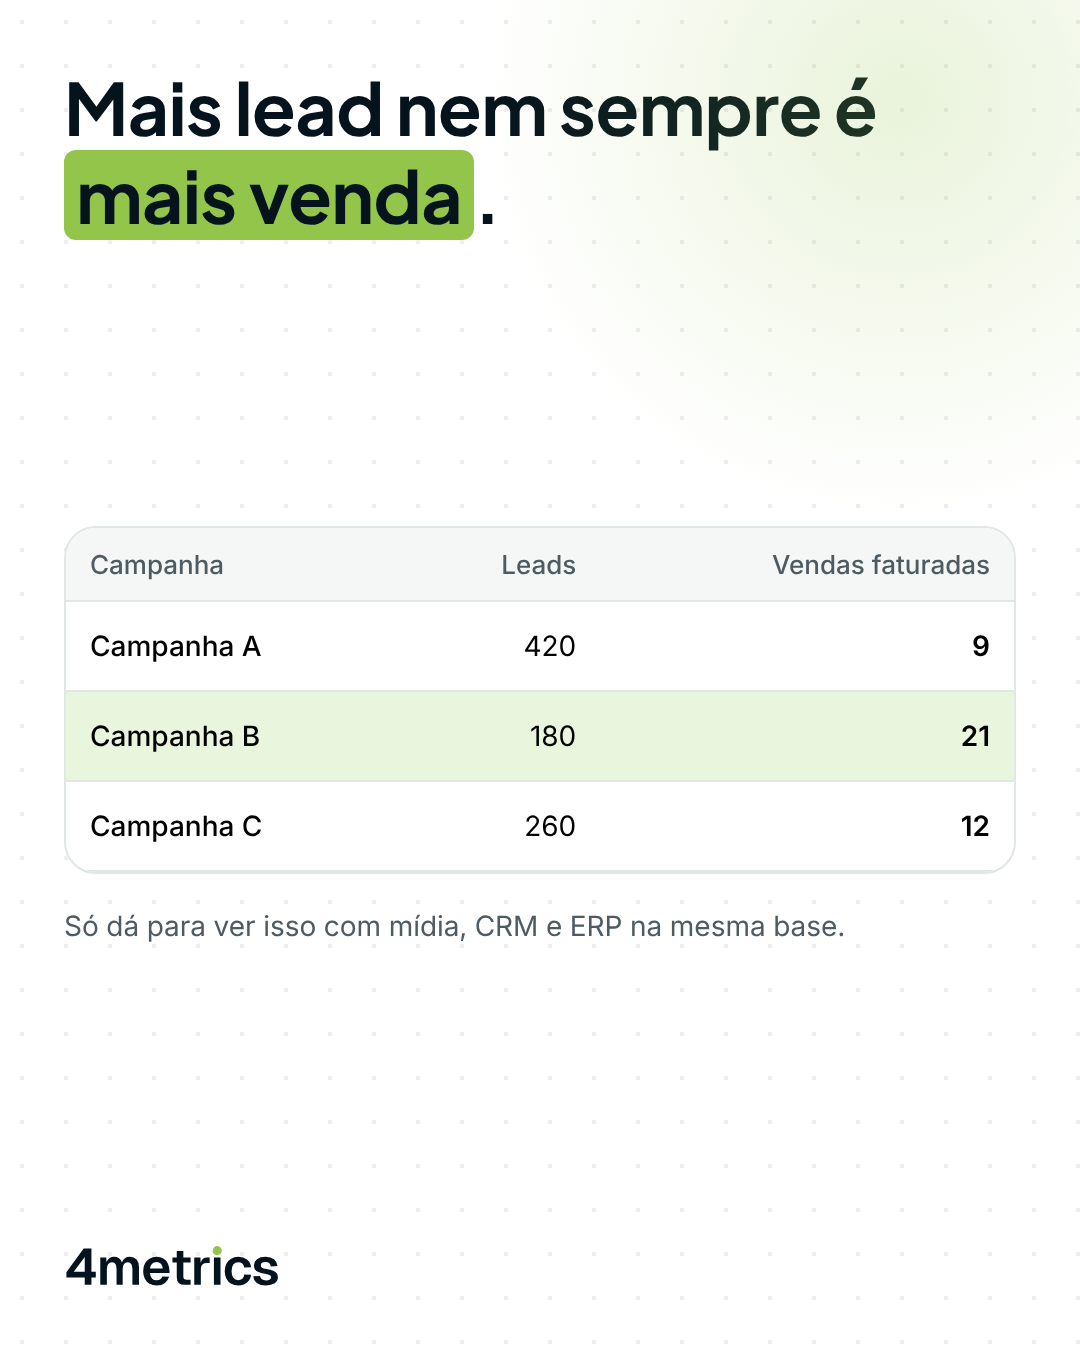 Mais lead nem sempre é
mais venda.
Campanha Leads Vendas faturadas
Campanha A 420 9
Campanha B 180 21
Campanha C 260 12
Só dá para ver isso com mídia, CRM e ERP na mesma base.
4metrics